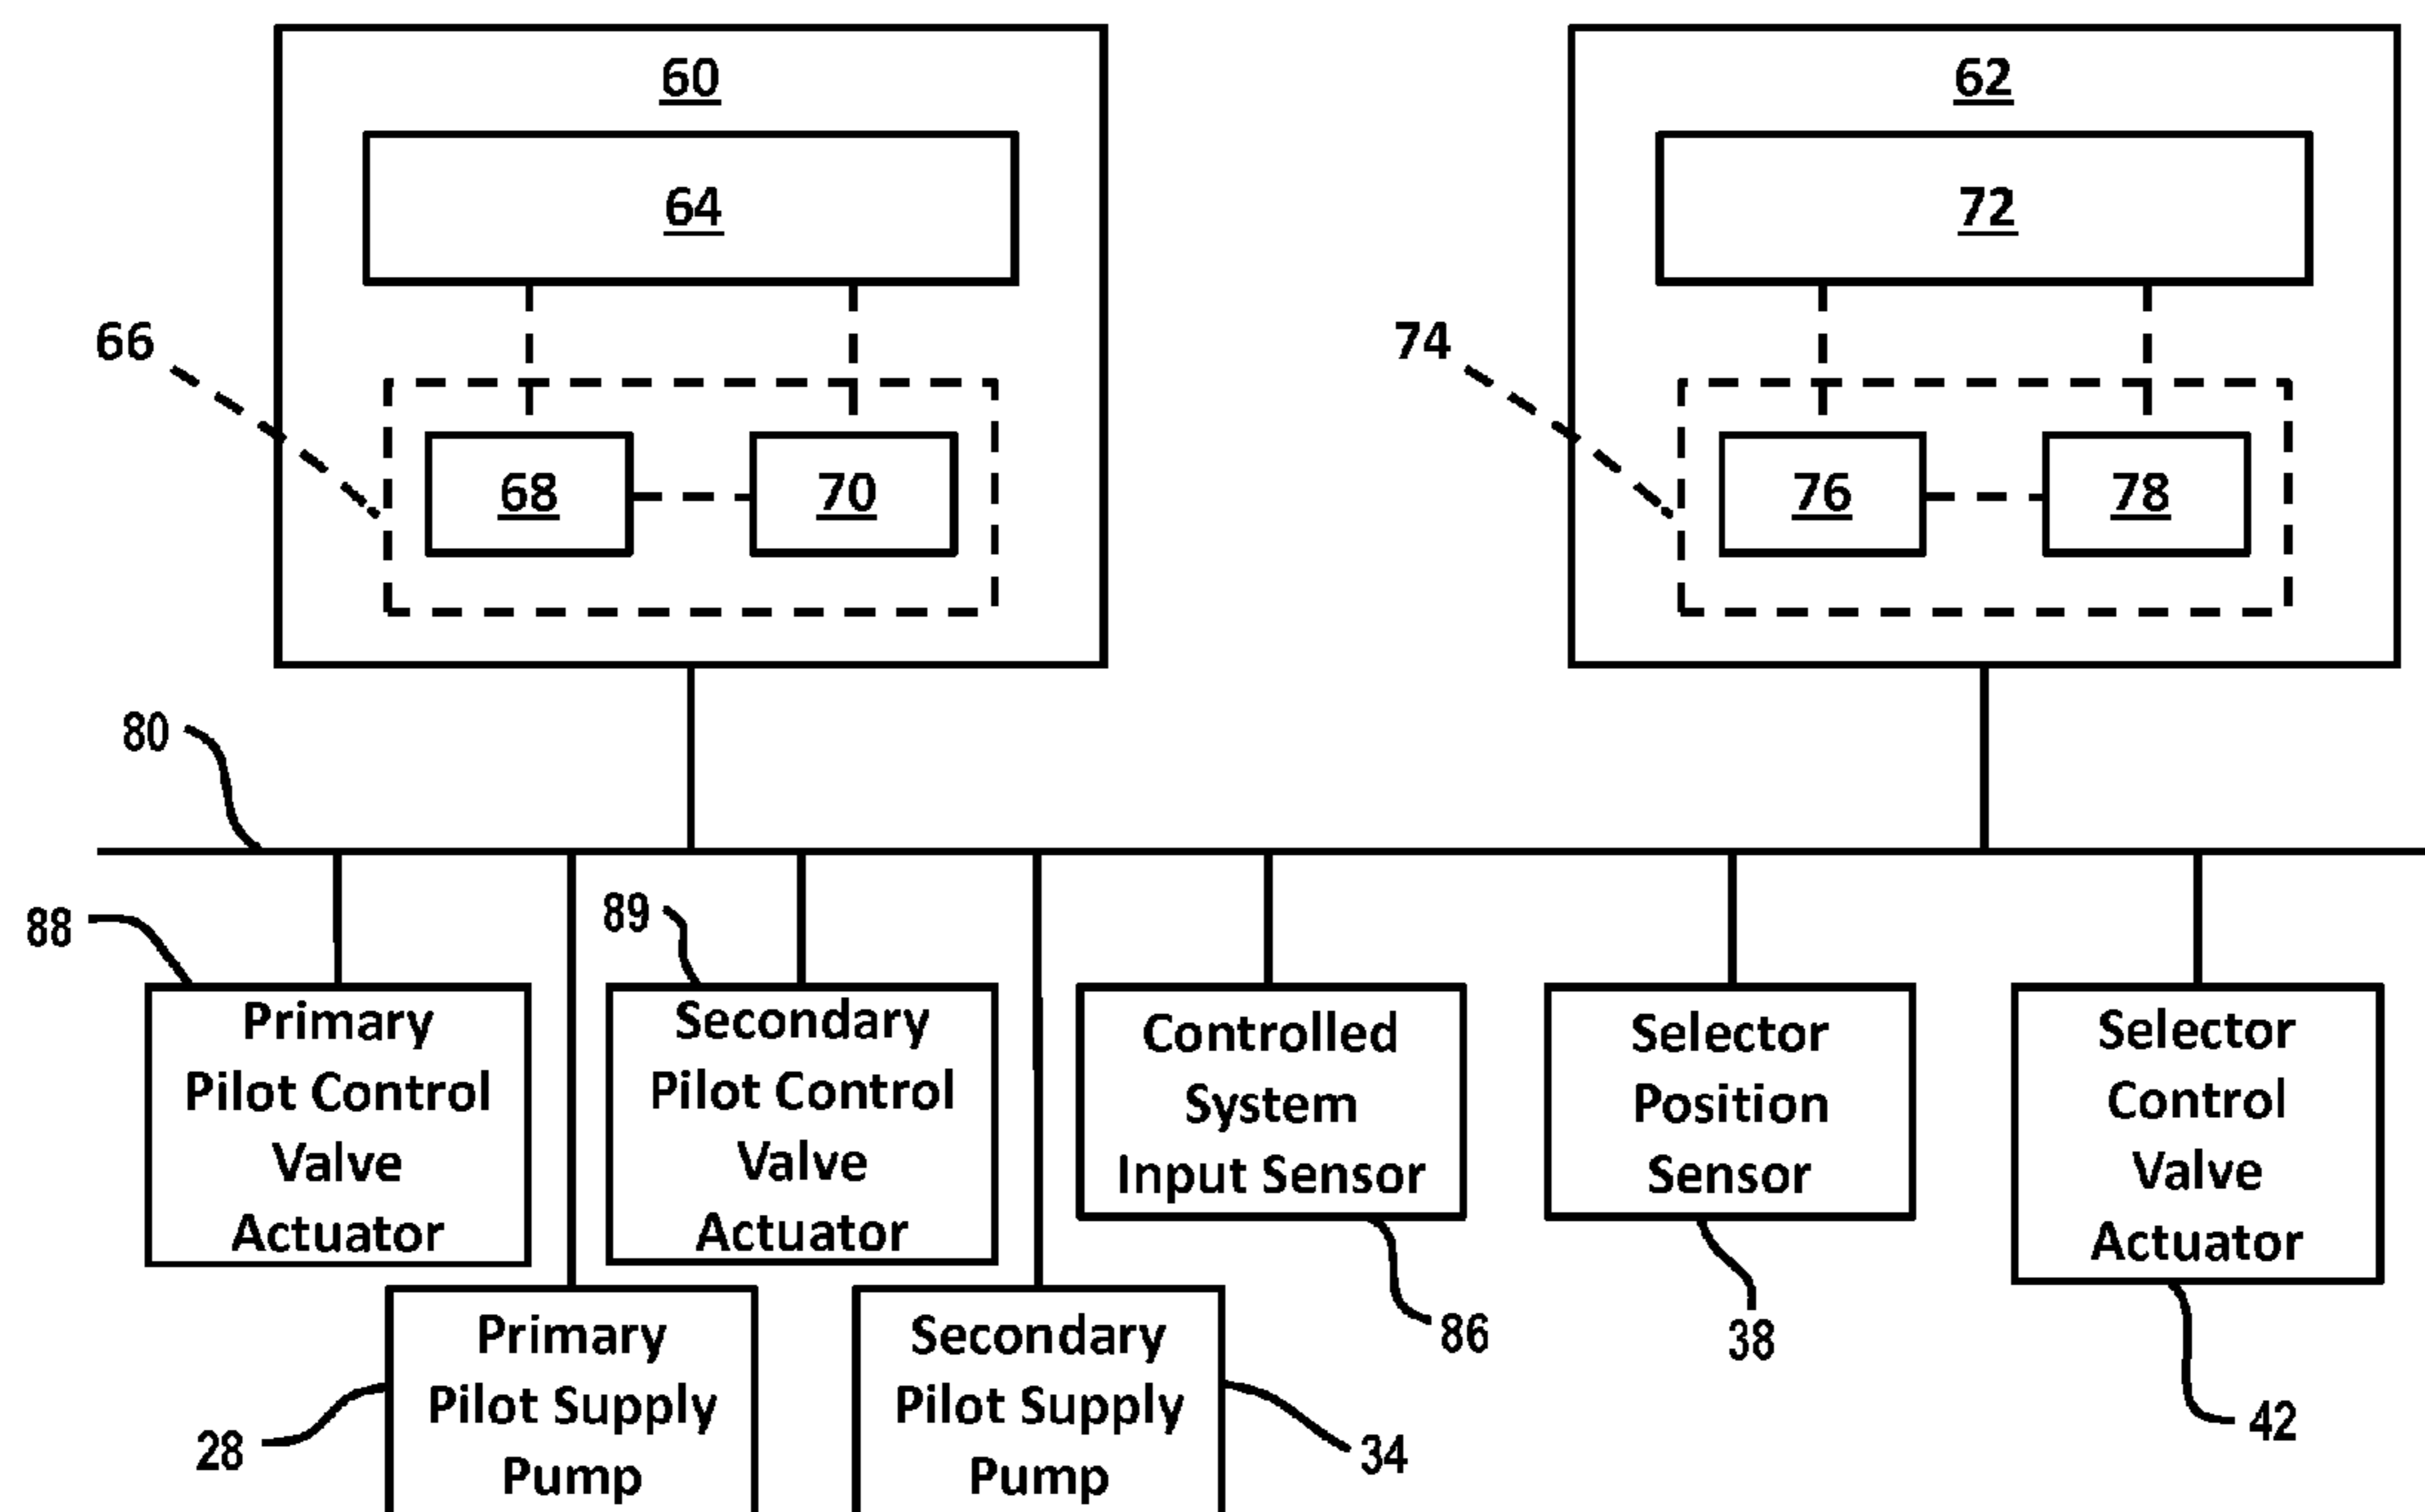 60
62
64
72
66
74
68
70
76
78
80
88
89
Primary
Pilot Control
Valve
Actuator
Secondary
Pilot Control
Valve
Actuator
Controlled
System
Input Sensor
Selector
Position
Sensor
Selector
Control
Valve
Actuator
86
38
42
Primary
Pilot Supply
Pump
Secondary
Pilot Supply
Pump
28
34